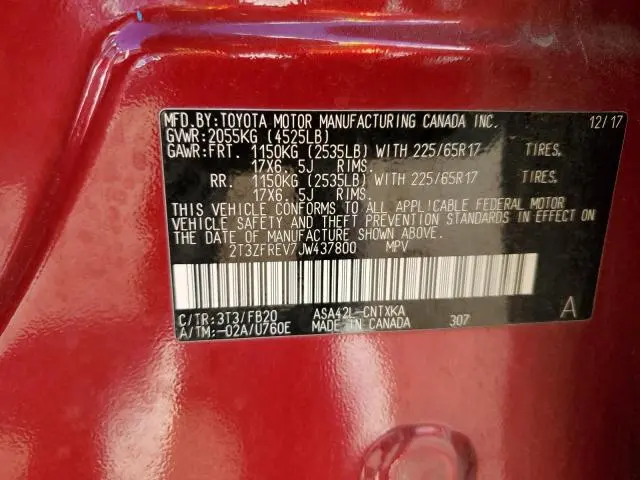 MFD.BY:TOYOTA MOTOR MANUFACTURING CANADA INC. 12/17
GVWR:2055KG (4525LB)
GAWR:FRT. 1150KG (2535LB) WITH 225/65R17 TIRES,
17X6.5J RIMS.
RR. 1150KG (2535LB) WITH 225/65R17 TIRES,
17X6.5J RIMS.
THIS VEHICLE CONFORMS TO ALL APPLICABLE FEDERAL MOTOR
VEHICLE SAFETY AND THEFT PREVENTION STANDARDS IN EFFECT ON
THE DATE OF MANUFACTURE SHOWN ABOVE.
2T3ZFREV7JW437800 MPV
C/TR:3T3/FB20 ASA42L-CNTXKA A
A/TM:-02A/U760E MADE IN CANADA 307